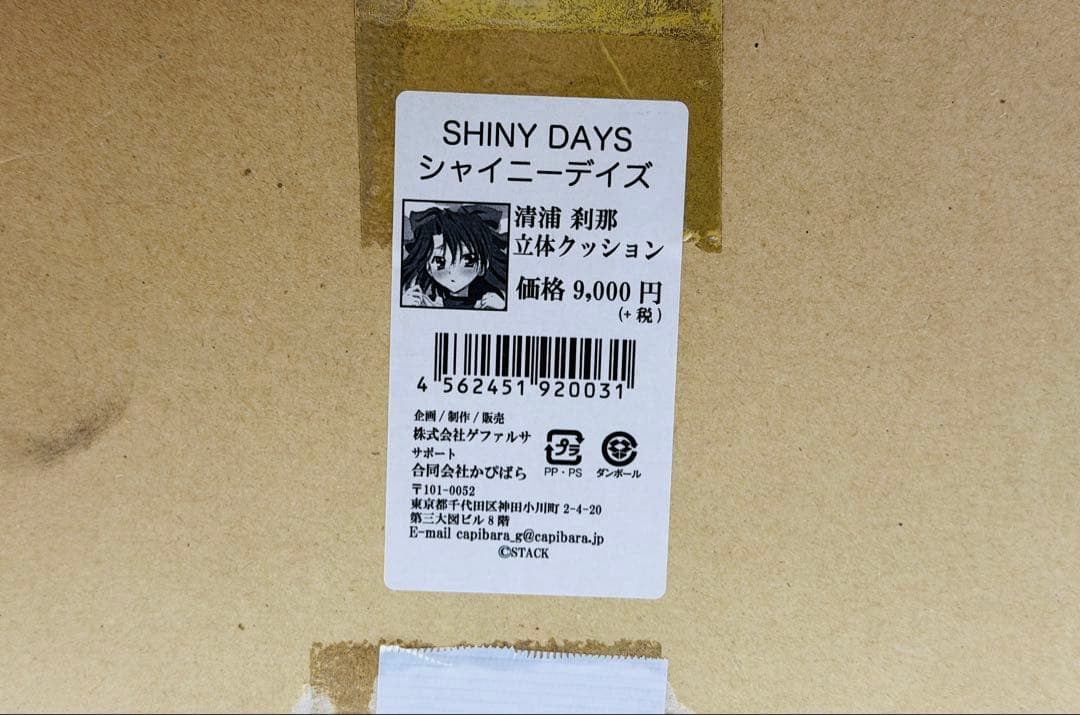 SHINY DAYS
シャイニーデイズ
清浦 刹那
立体クッション
価格 9,000 円
(+ 税)
4 562451 920031
企画 / 制作 / 販売
株式会社ゲファルサ
サポート
合同会社かぴばら
プラ
PP・PS
ダンボール
〒101-0052
東京都千代田区神田小川町 2-4-20
第三大図ビル 8 階
E-mail capibara_g@capibara.jp
©STACK